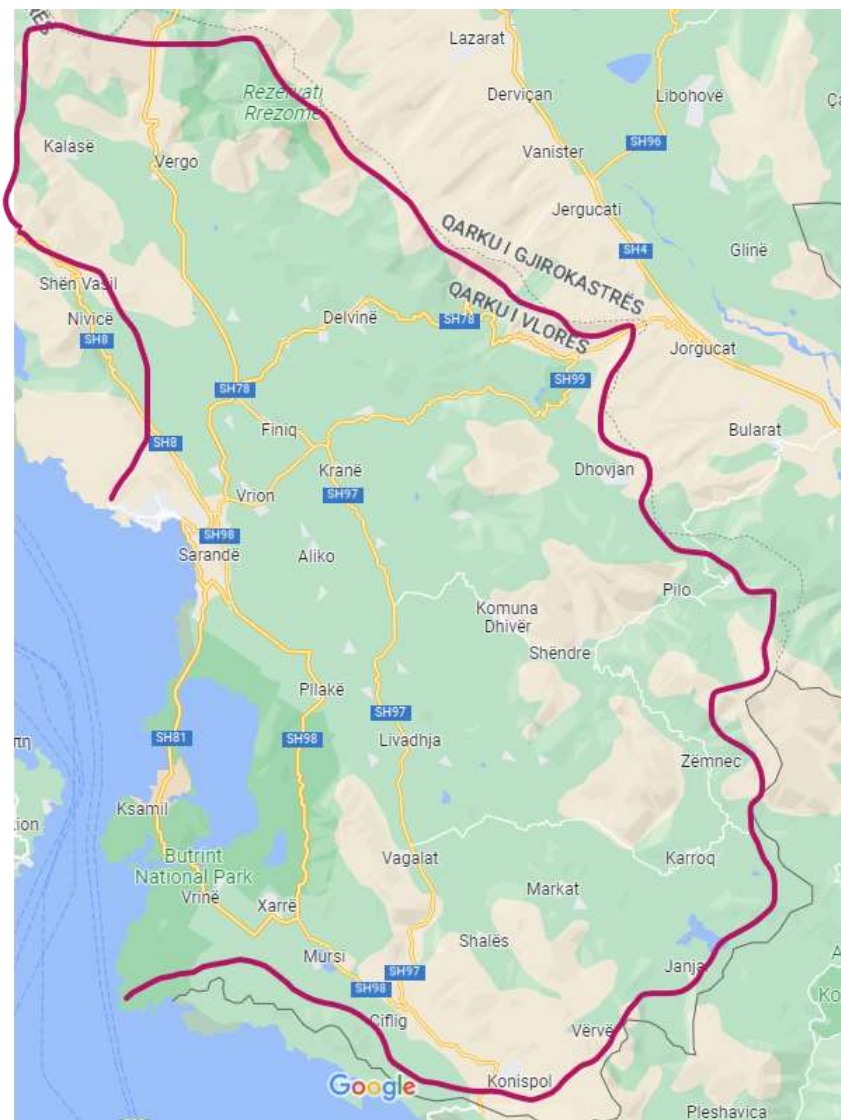 Lazarat
Rezervati
Rrezome
Derviçan
Libohovë
Kalasë
Vergo
Vanister
SH96
Jergucati
QARKU I GJIROKASTRËS
SH4
Glinë
Shën Vasil
QARKU I VLORËS
Nivicë
Delvinë
SH78
SH8
Jorgucat
SH78
SH99
Finiq
Bularat
SH8
Kranë
Dhovjan
Vrion
SH97
SH98
Sarandë
Aliko
Komuna
Dhivër
Pilo
Shëndre
Pllakë
SH97
SH81
SH98
Livadhja
Zëmnec
Ksamil
Butrint
National Park
Vagalat
Karroq
Vrinë
Xarrë
Markat
Shalës
Mursi
SH97
Janjar
SH98
Ciflig
Vërvë
Google
Konispol
Pleshavica